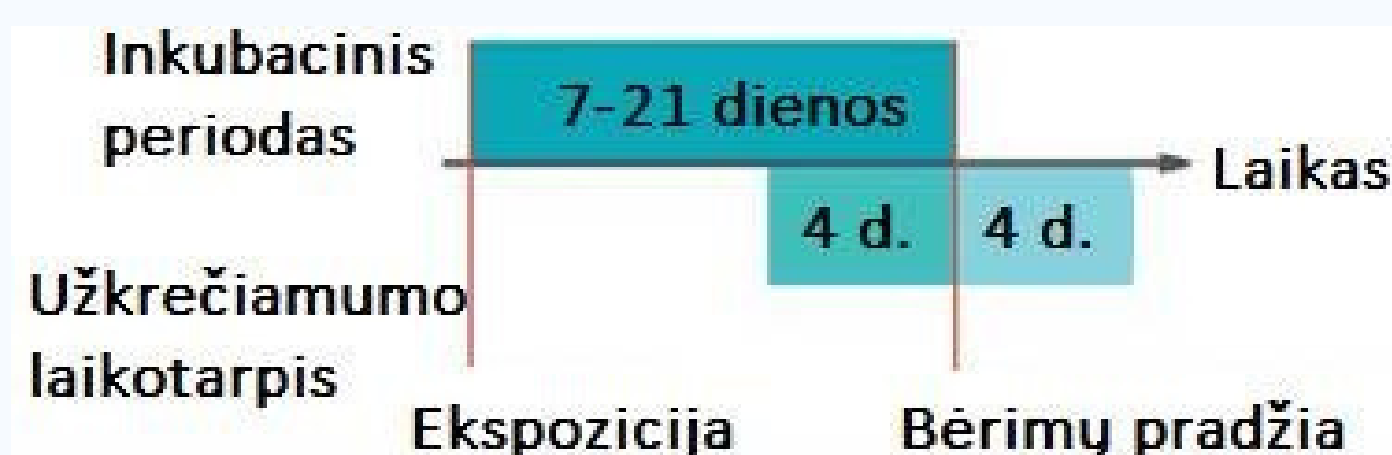 Inkubacinis
periodas
7-21 dienos
Laikas
4 d.
4 d.
Užkrečiamumo
laikotarpis
Ekspozicija
Bėrimų pradžia